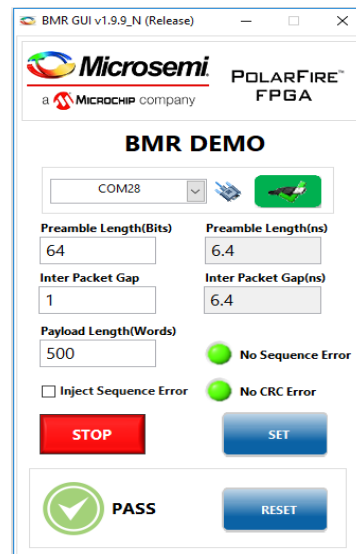 BMR GUI v1.9.9_N (Release)
Microsemi.
a MICROCHIP company
POLARFIRE™
FPGA
BMR DEMO
COM28
Preamble Length(Bits)
Preamble Length(ns)
64
6.4
Inter Packet Gap
Inter Packet Gap(ns)
1
6.4
Payload Length(Words)
500
No Sequence Error
Inject Sequence Error
No CRC Error
STOP
SET
PASS
RESET